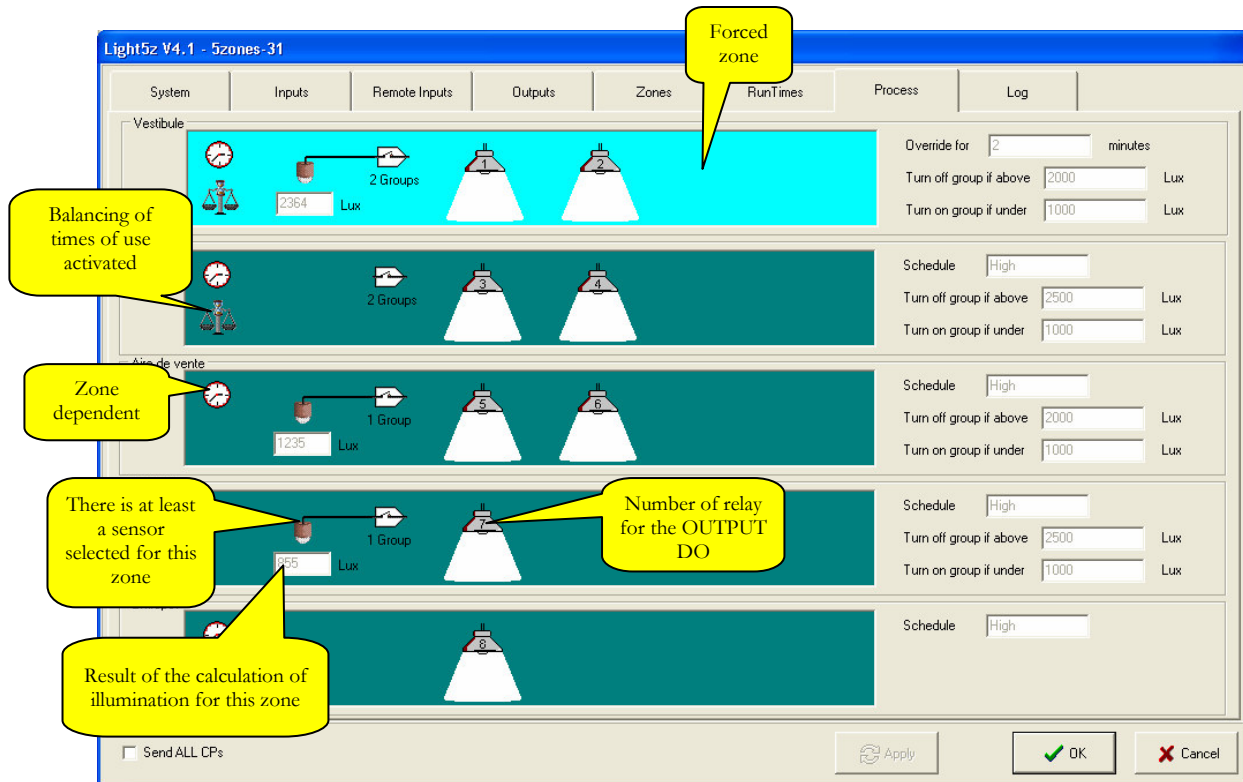 Forced
zone
Light5z V4.1 - 5zones-31
System Inputs Remote Inputs Outputs Zones RunTimes Process Log
Vestibule
2364 Lux
2 Groups
1 2
Override for 2 minutes
Turn off group if above 2000 Lux
Turn on group if under 1000 Lux
Balancing of
times of use
activated
2 Groups
3 4
Schedule High
Turn off group if above 2500 Lux
Turn on group if under 1000 Lux
Aire de vente
Zone
dependent
1235 Lux
1 Group
5 6
Schedule High
Turn off group if above 2000 Lux
Turn on group if under 1000 Lux
There is at least
a sensor
selected for this
zone
855 Lux
1 Group
7
Number of relay
for the OUTPUT
DO
Schedule High
Turn off group if above 2500 Lux
Turn on group if under 1000 Lux
Result of the calculation of
illumination for this zone
8
Schedule High
Send ALL CPs
Apply OK Cancel